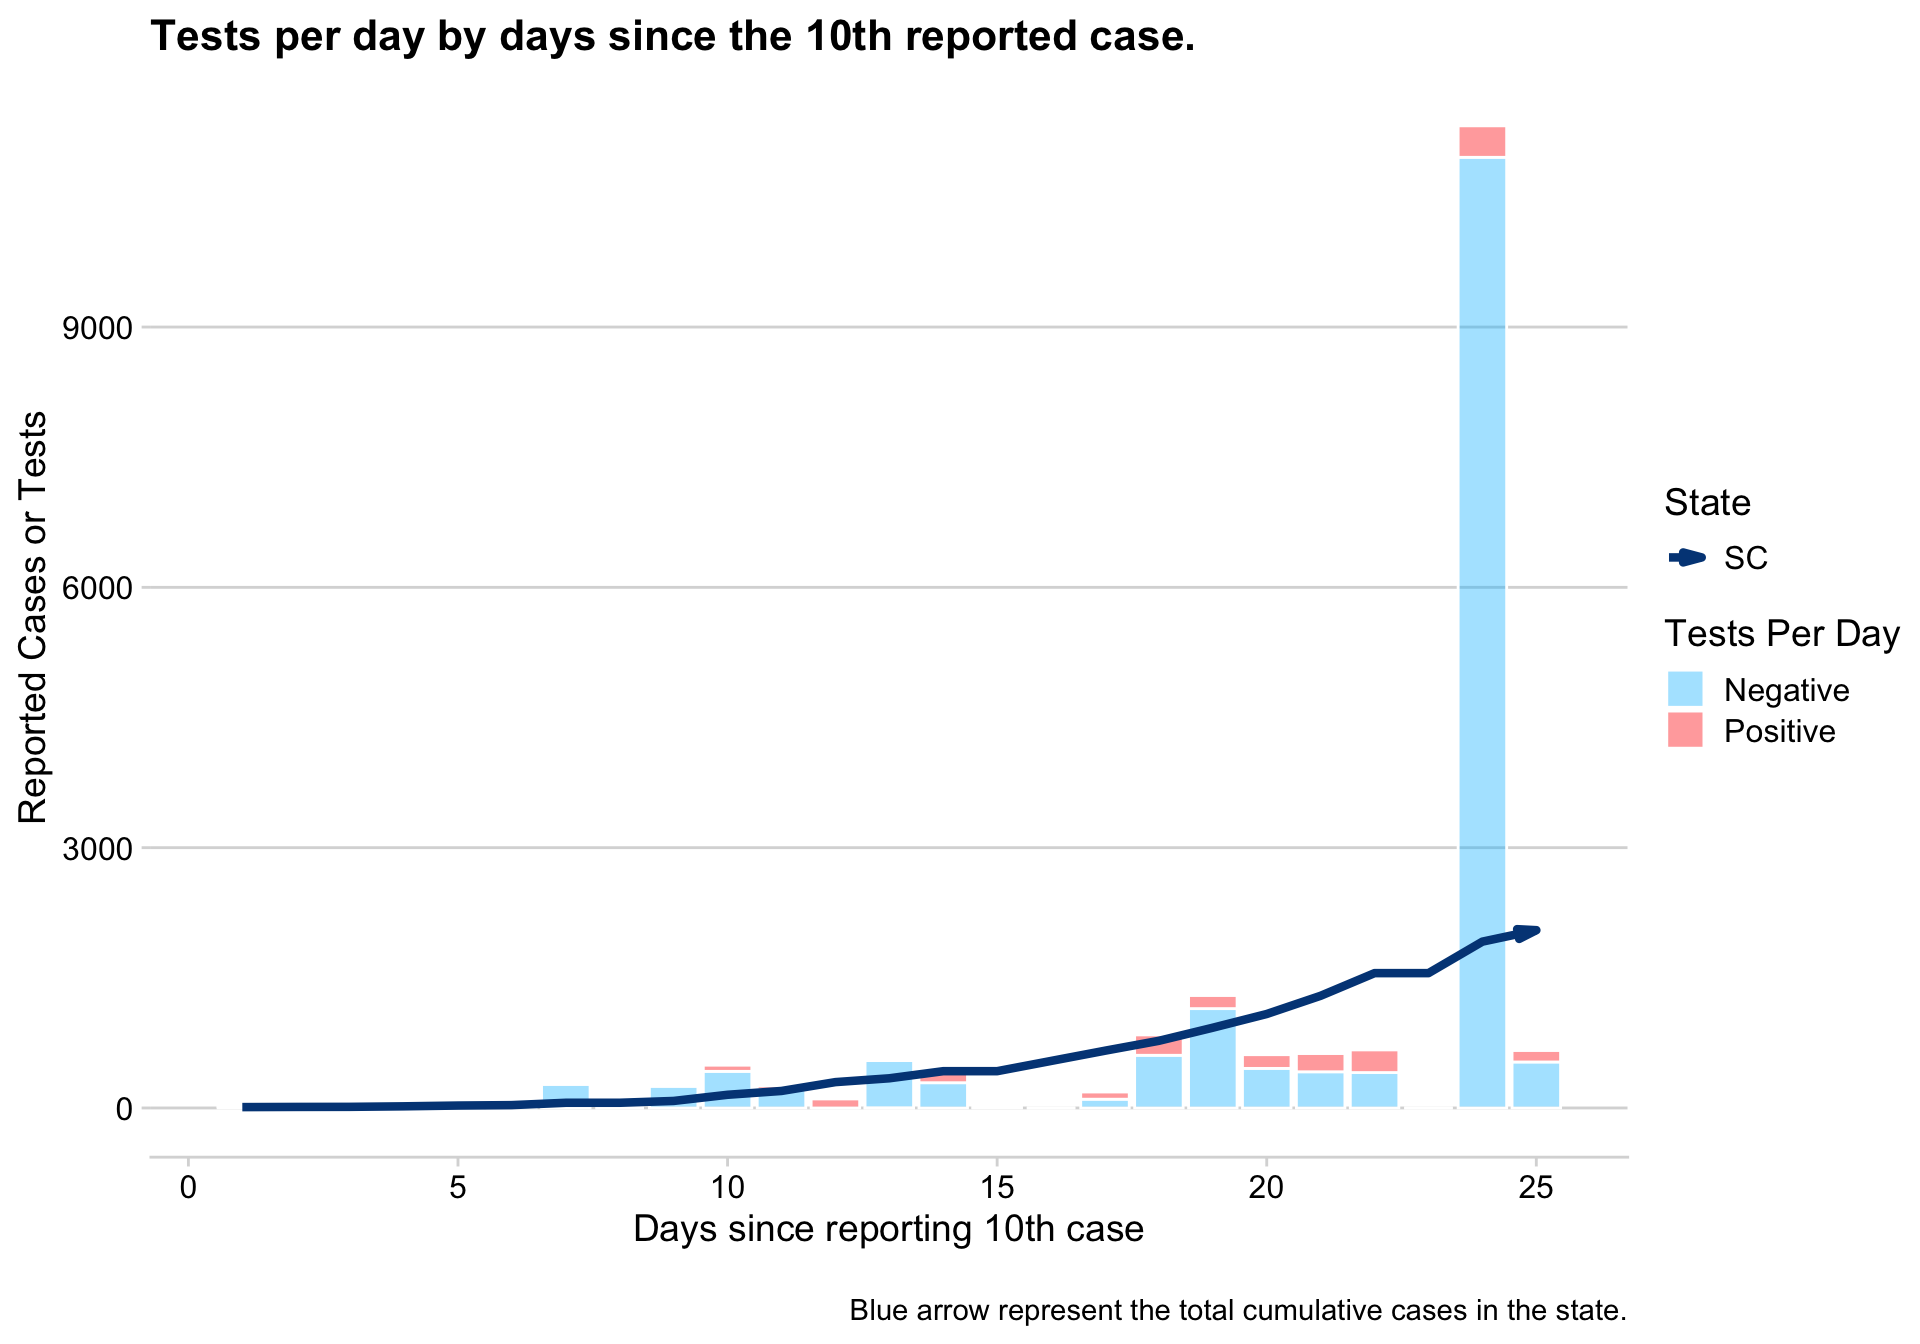 Tests per day by days since the 10th reported case.
Reported Cases or Tests
9000
6000
3000
0
0 5 10 15 20 25
Days since reporting 10th case
State
SC
Tests Per Day
Negative
Positive
Blue arrow represent the total cumulative cases in the state.